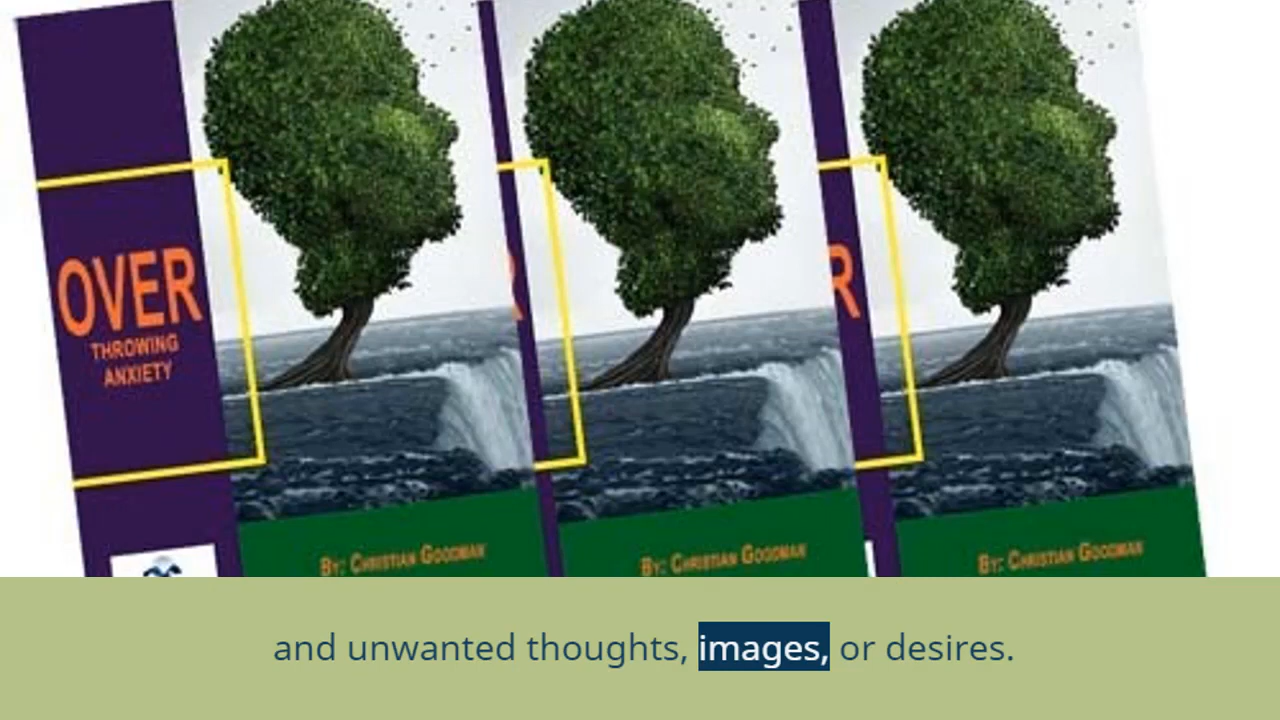 OVER
THROWING
ANXIETY
R
R
By: Christian Goodman
By: Christian Goodman
By: Christian Goodman
and unwanted thoughts, images, or desires.